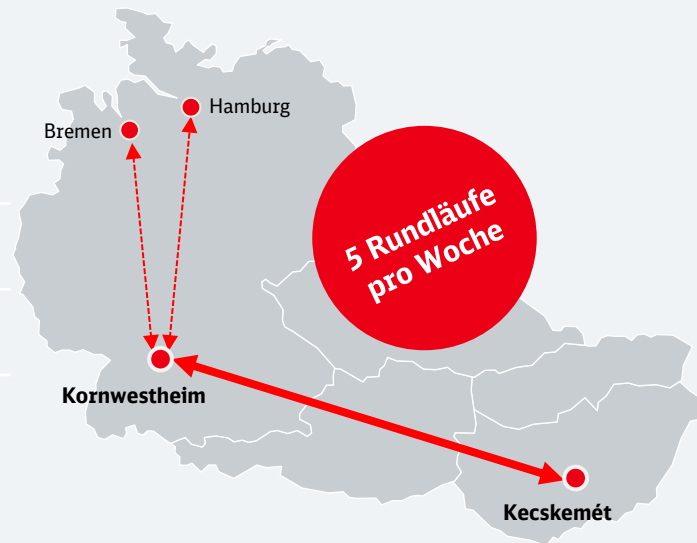 Hamburg
Bremen
5 Rundläufe
pro Woche
Kornwestheim
Kecskemét